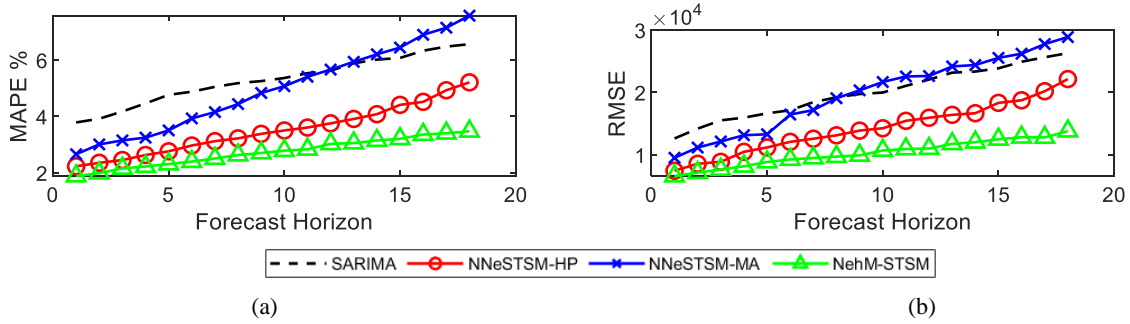 MAPE %
6
4
2
0
5
10
15
20
Forecast Horizon
×10⁴
RMSE
3
2
1
0
5
10
15
20
Forecast Horizon
SARIMA NNeSTSM-HP NNeSTSM-MA NehM-STSM
(a)
(b)